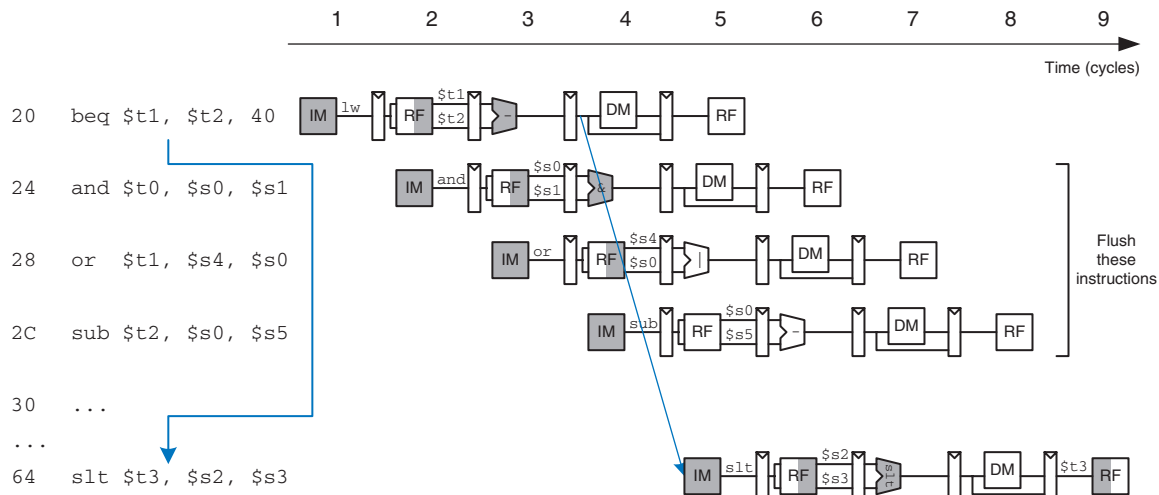 1 2 3 4 5 6 7 8 9
Time (cycles)
20 beq $t1, $t2, 40 IM lw RF $t1 $t2 - DM RF
24 and $t0, $s0, $s1 IM and RF $s0 $s1 & DM RF
28 or $t1, $s4, $s0 IM or RF $s4 $s0 | DM RF
2C sub $t2, $s0, $s5 IM sub RF $s0 $s5 - DM RF
Flush
these
instructions
30 ...
...
64 slt $t3, $s2, $s3 IM slt RF $s2 $s3 slt DM $t3 RF